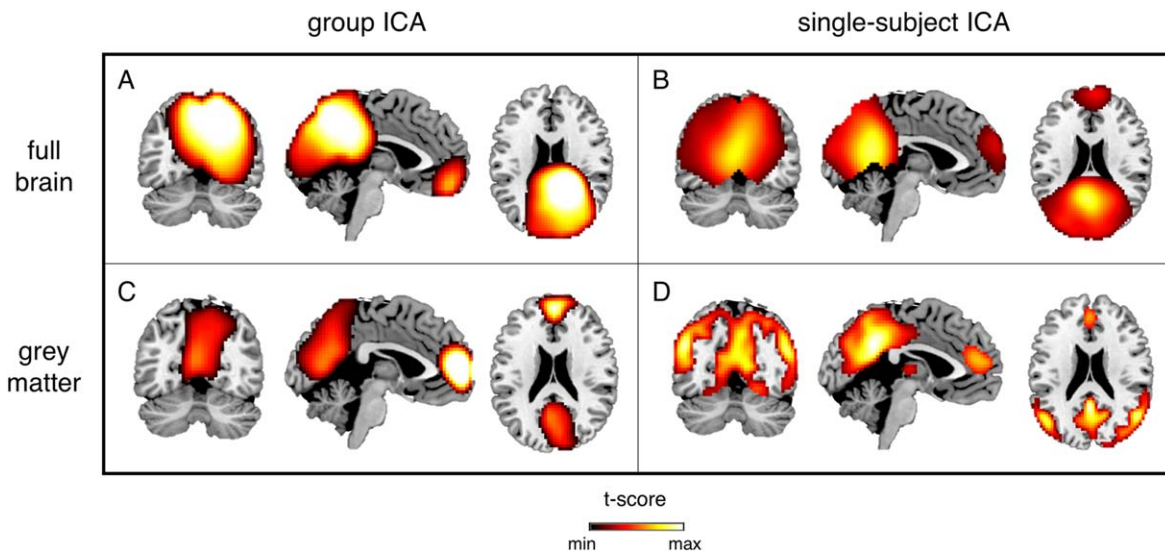 group ICA
single-subject ICA
full
brain
A
B
grey
matter
C
D
t-score
min
max